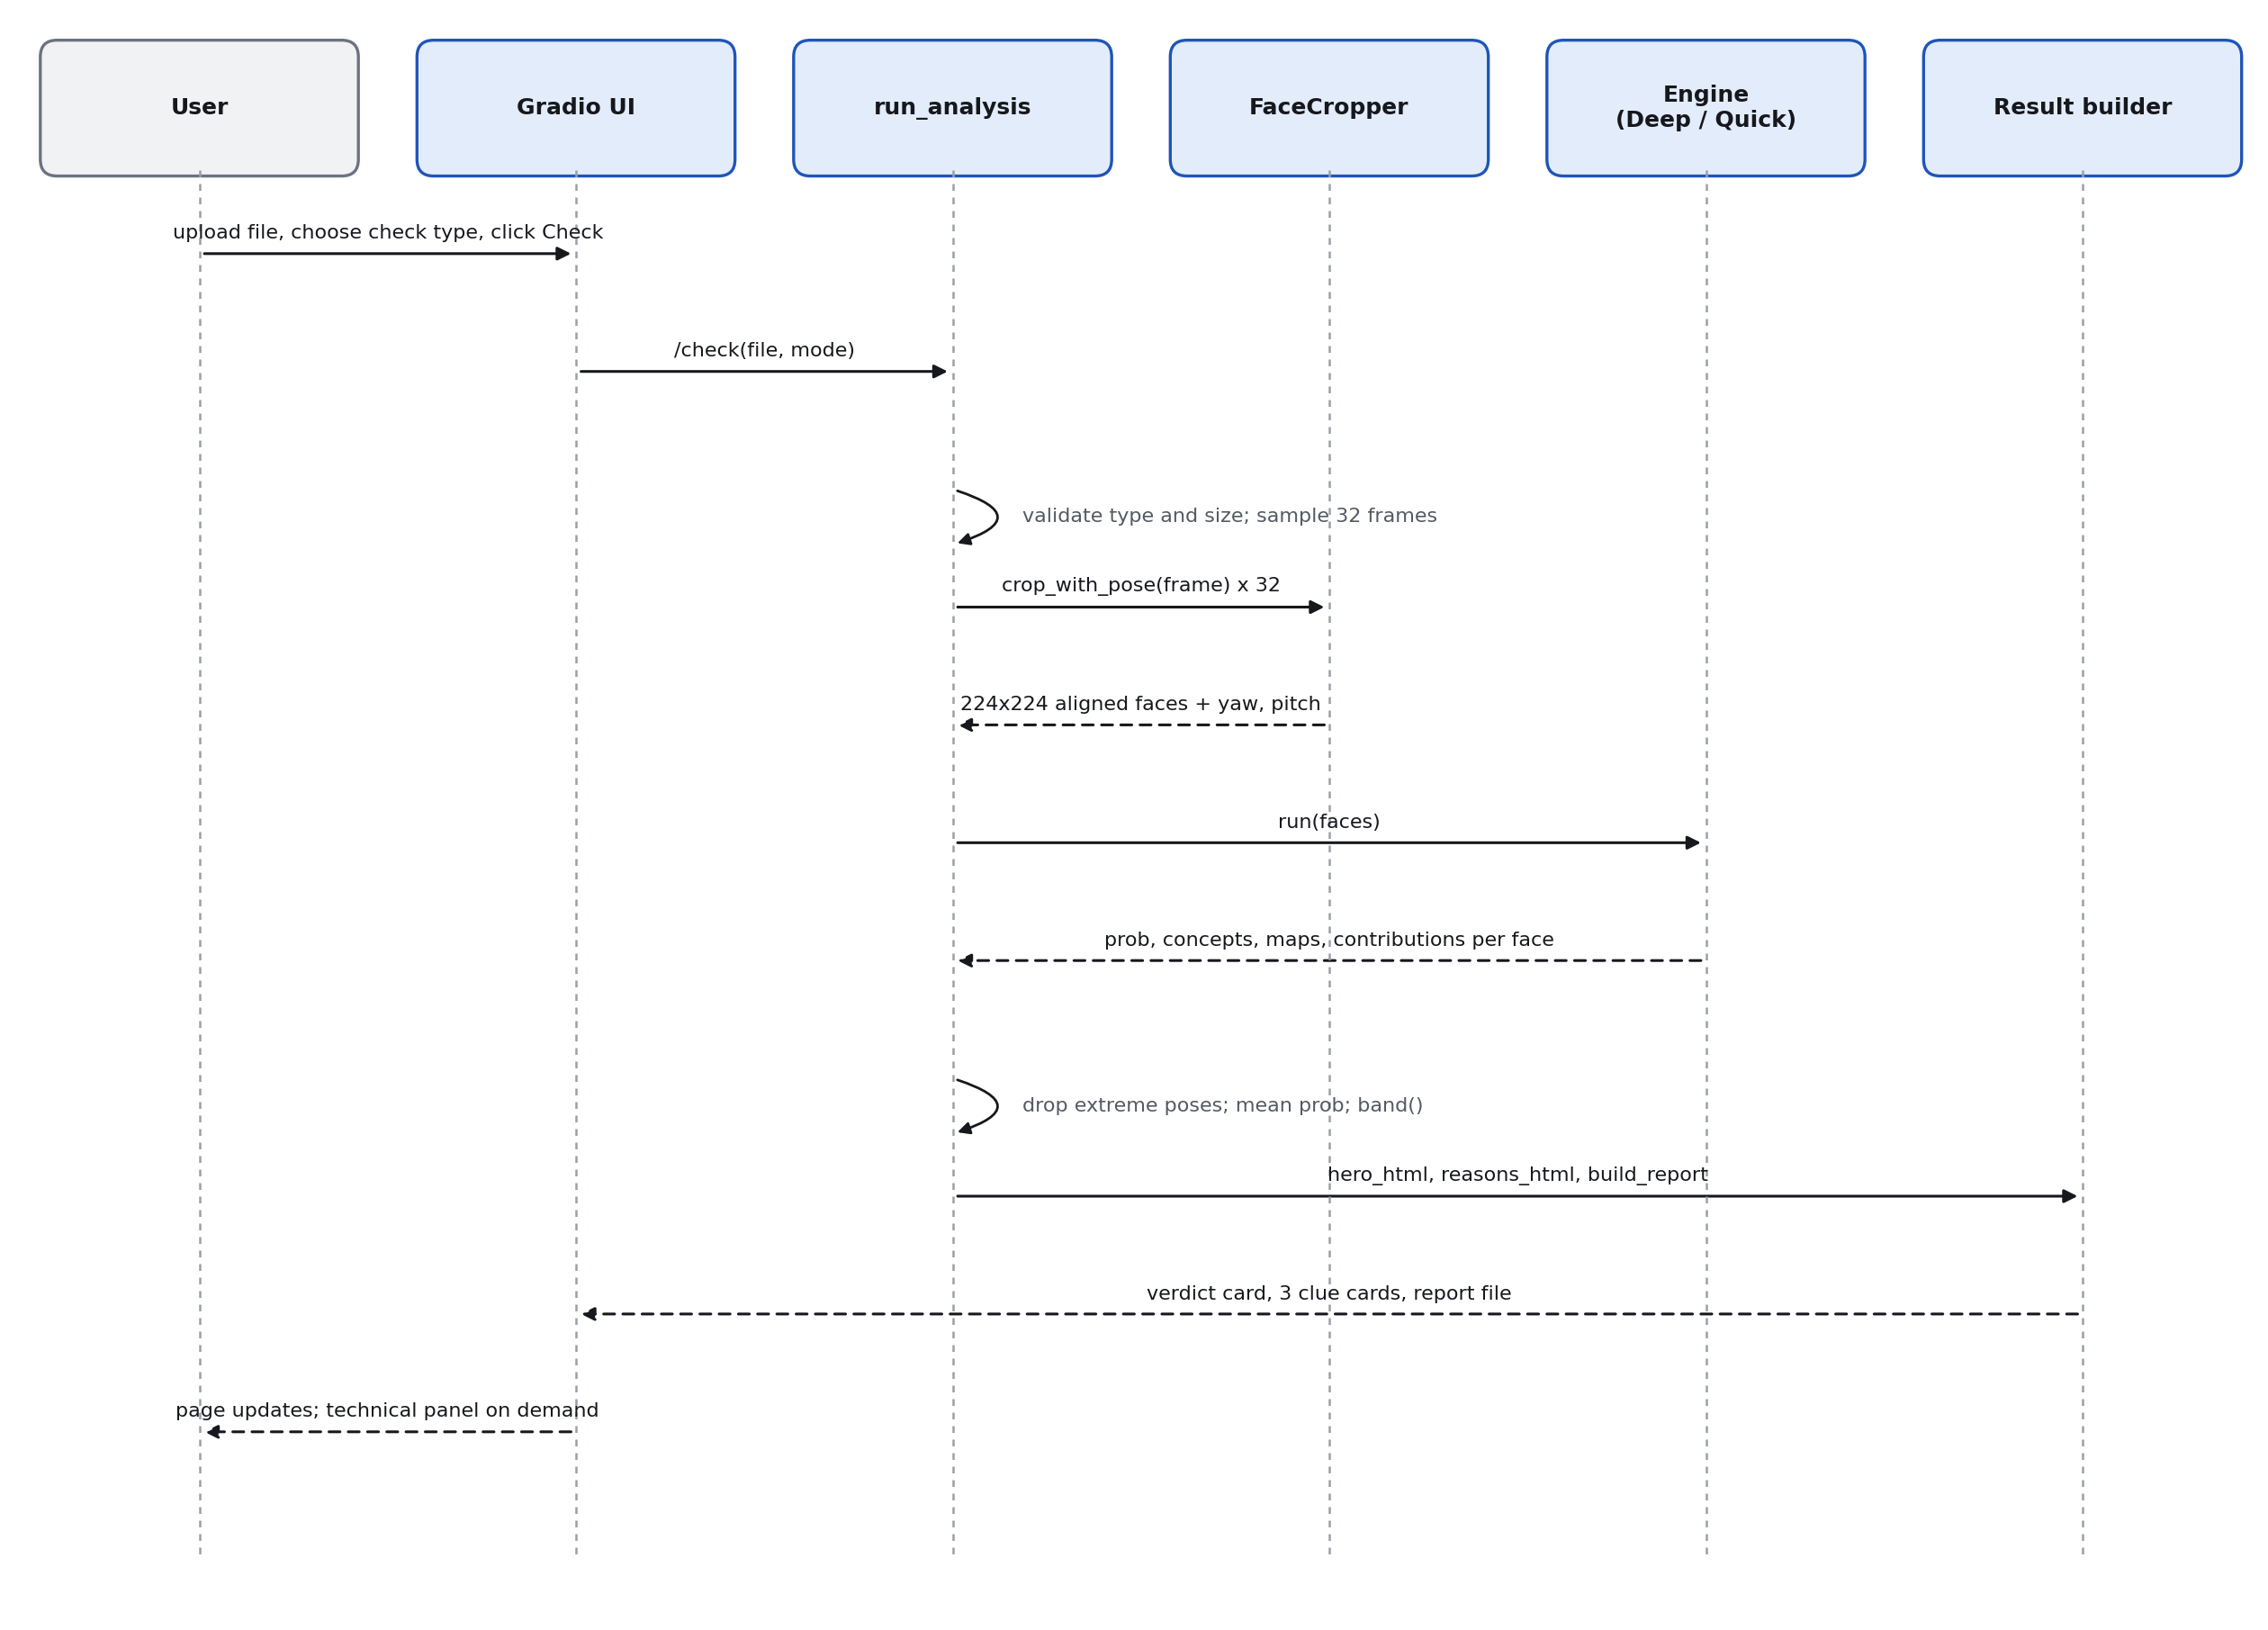 User
Gradio UI
run_analysis
FaceCropper
Engine
(Deep / Quick)
Result builder
upload file, choose check type, click Check
/check(file, mode)
validate type and size; sample 32 frames
crop_with_pose(frame) x 32
224x224 aligned faces + yaw, pitch
run(faces)
prob, concepts, maps, contributions per face
drop extreme poses; mean prob; band()
hero_html, reasons_html, build_report
verdict card, 3 clue cards, report file
page updates; technical panel on demand